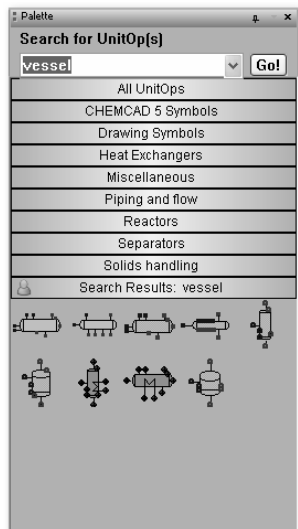 Palette
Search for UnitOp(s)
vessel
Go!
All UnitOps
CHEMCAD 5 Symbols
Drawing Symbols
Heat Exchangers
Miscellaneous
Piping and flow
Reactors
Separators
Solids handling
Search Results: vessel